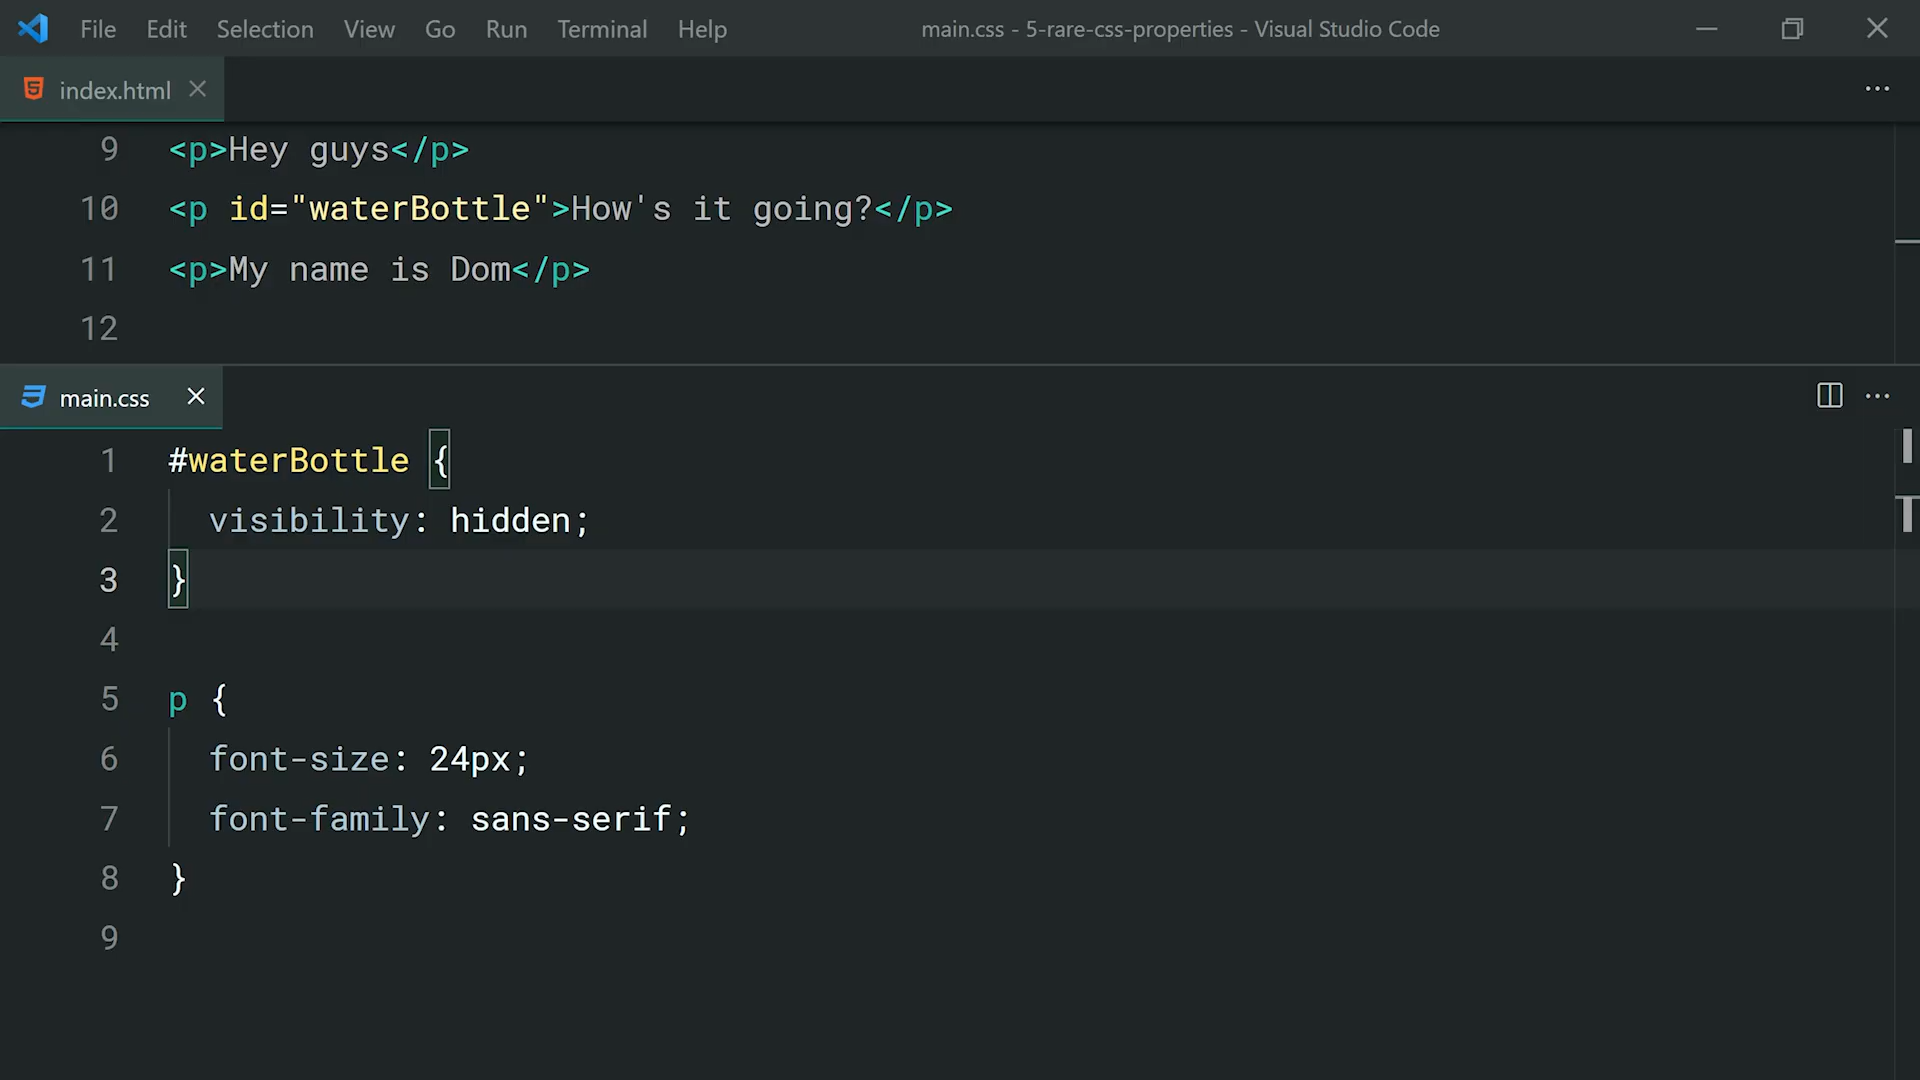 File Edit Selection View Go Run Terminal Help main.css - 5-rare-css-properties - Visual Studio Code
index.html
9 <p>Hey guys</p>
10 <p id="waterBottle">How's it going?</p>
11 <p>My name is Dom</p>
12
main.css
1 #waterBottle {
2 visibility: hidden;
3 }
4
5 p {
6 font-size: 24px;
7 font-family: sans-serif;
8 }
9